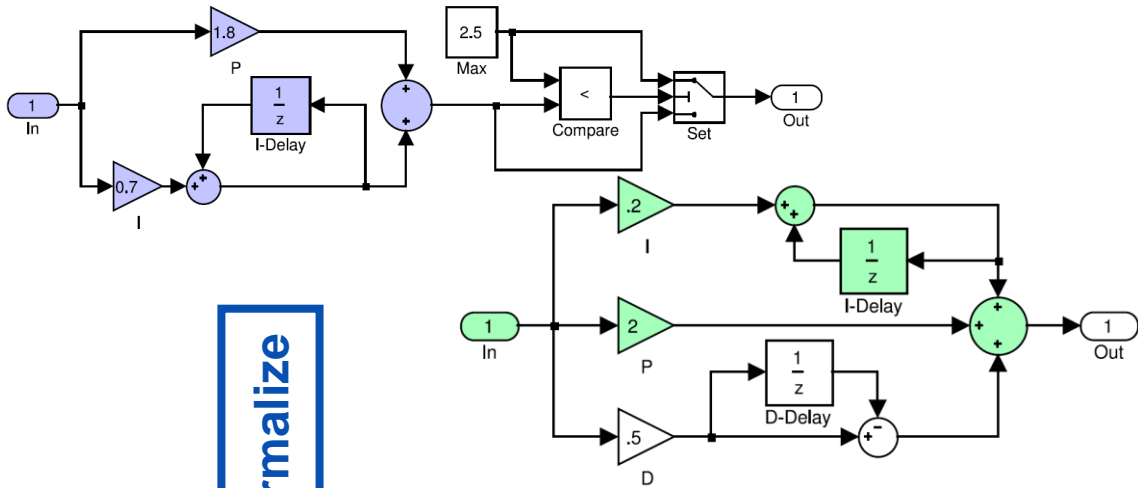 1.8
P
1
In
1
z
I-Delay
+
+
0.7
I
+
+
2.5
Max
<
Compare
Set
1
Out
.2
I
+
+
1
z
I-Delay
1
In
2
P
+
+
+
1
Out
1
z
D-Delay
.5
D
+
-
rmalize